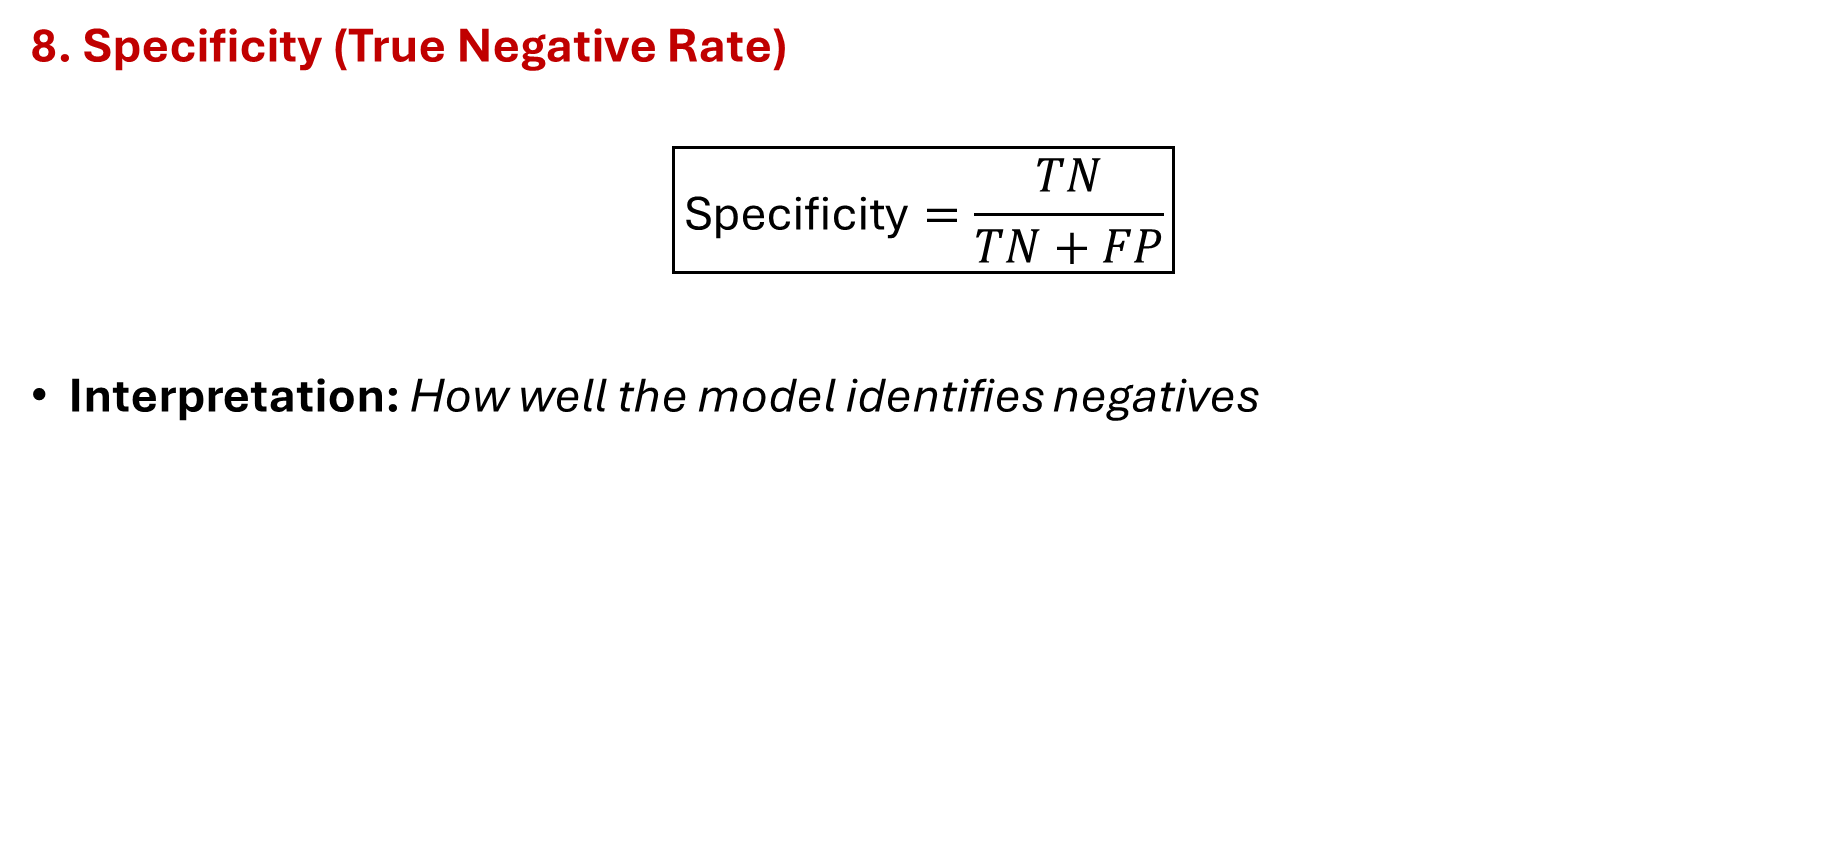 8. Specificity (True Negative Rate)
Specificity = TN / TN + FP
• Interpretation: How well the model identifies negatives